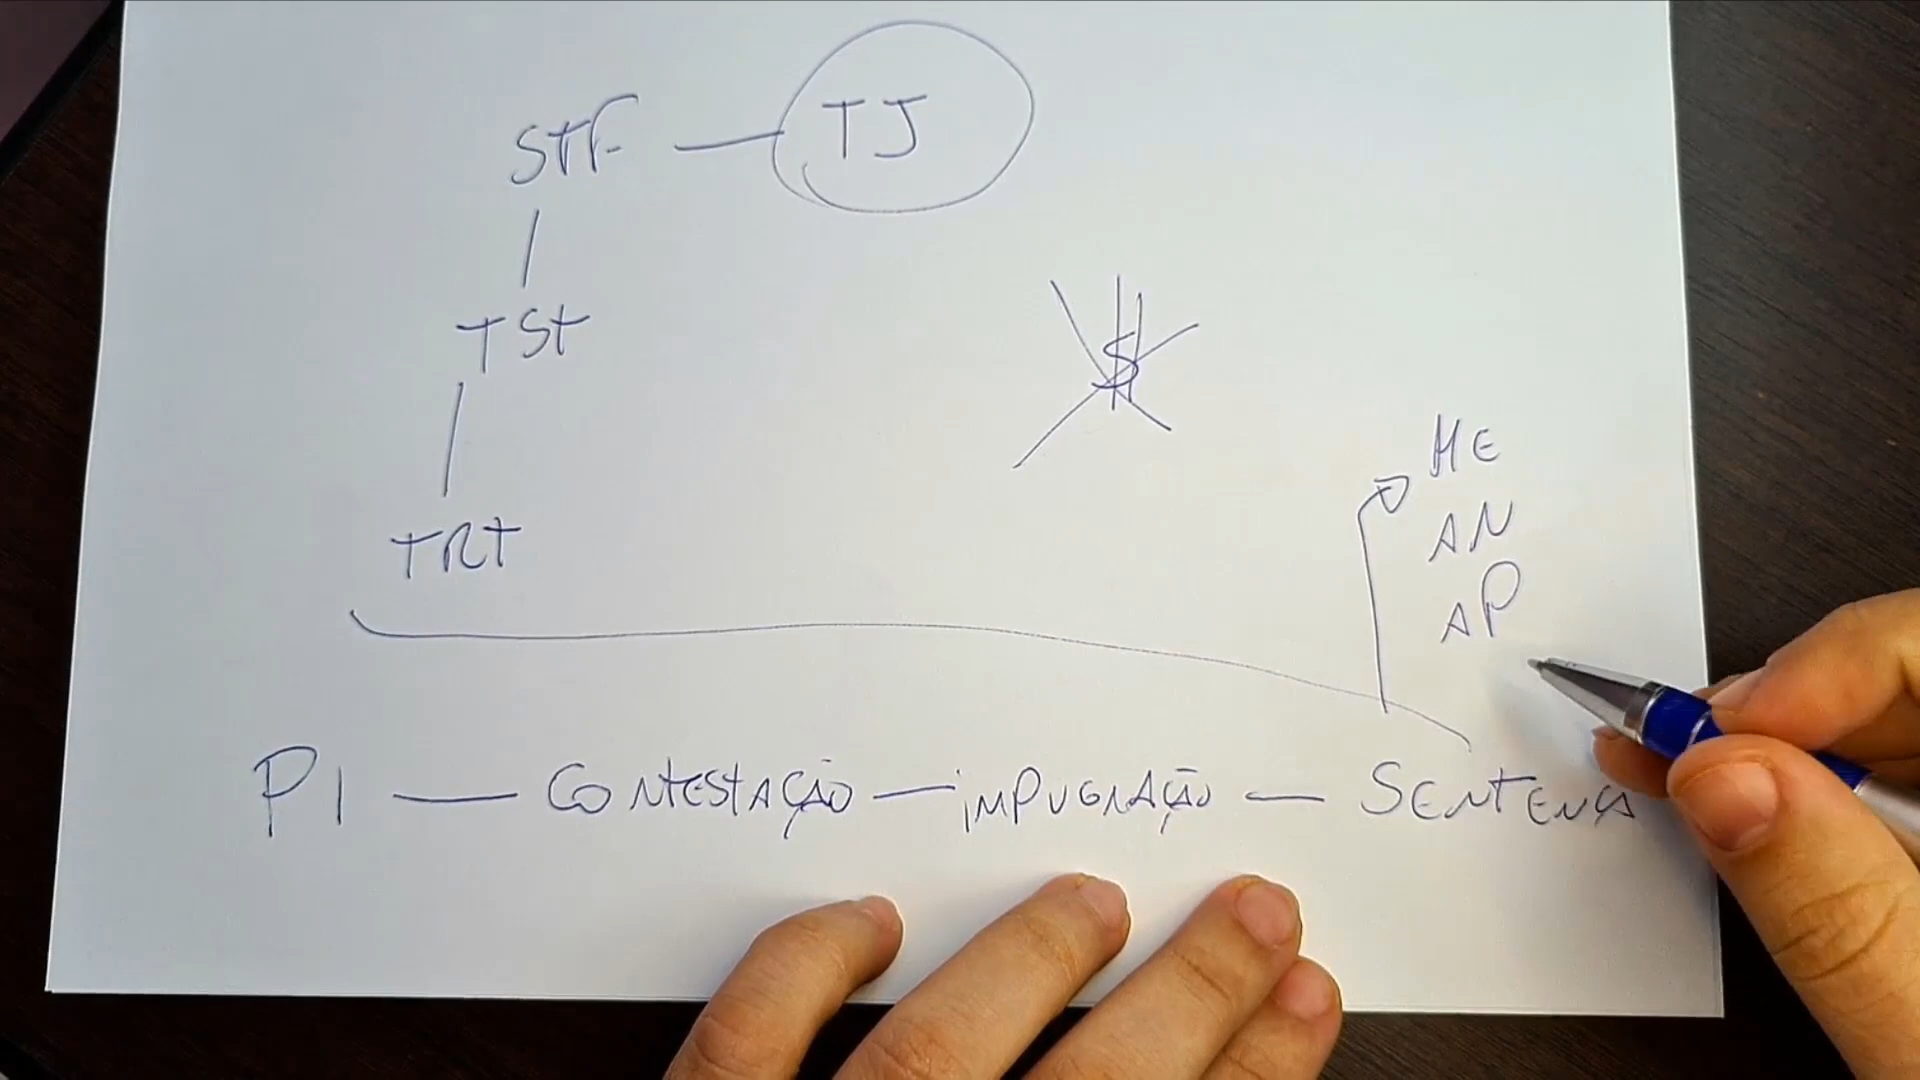 STF — TJ
TST
$
TRT
ME
AN
AP
PI — CONTESTAÇÃO — IMPUGNAÇÃO — SENTENÇA